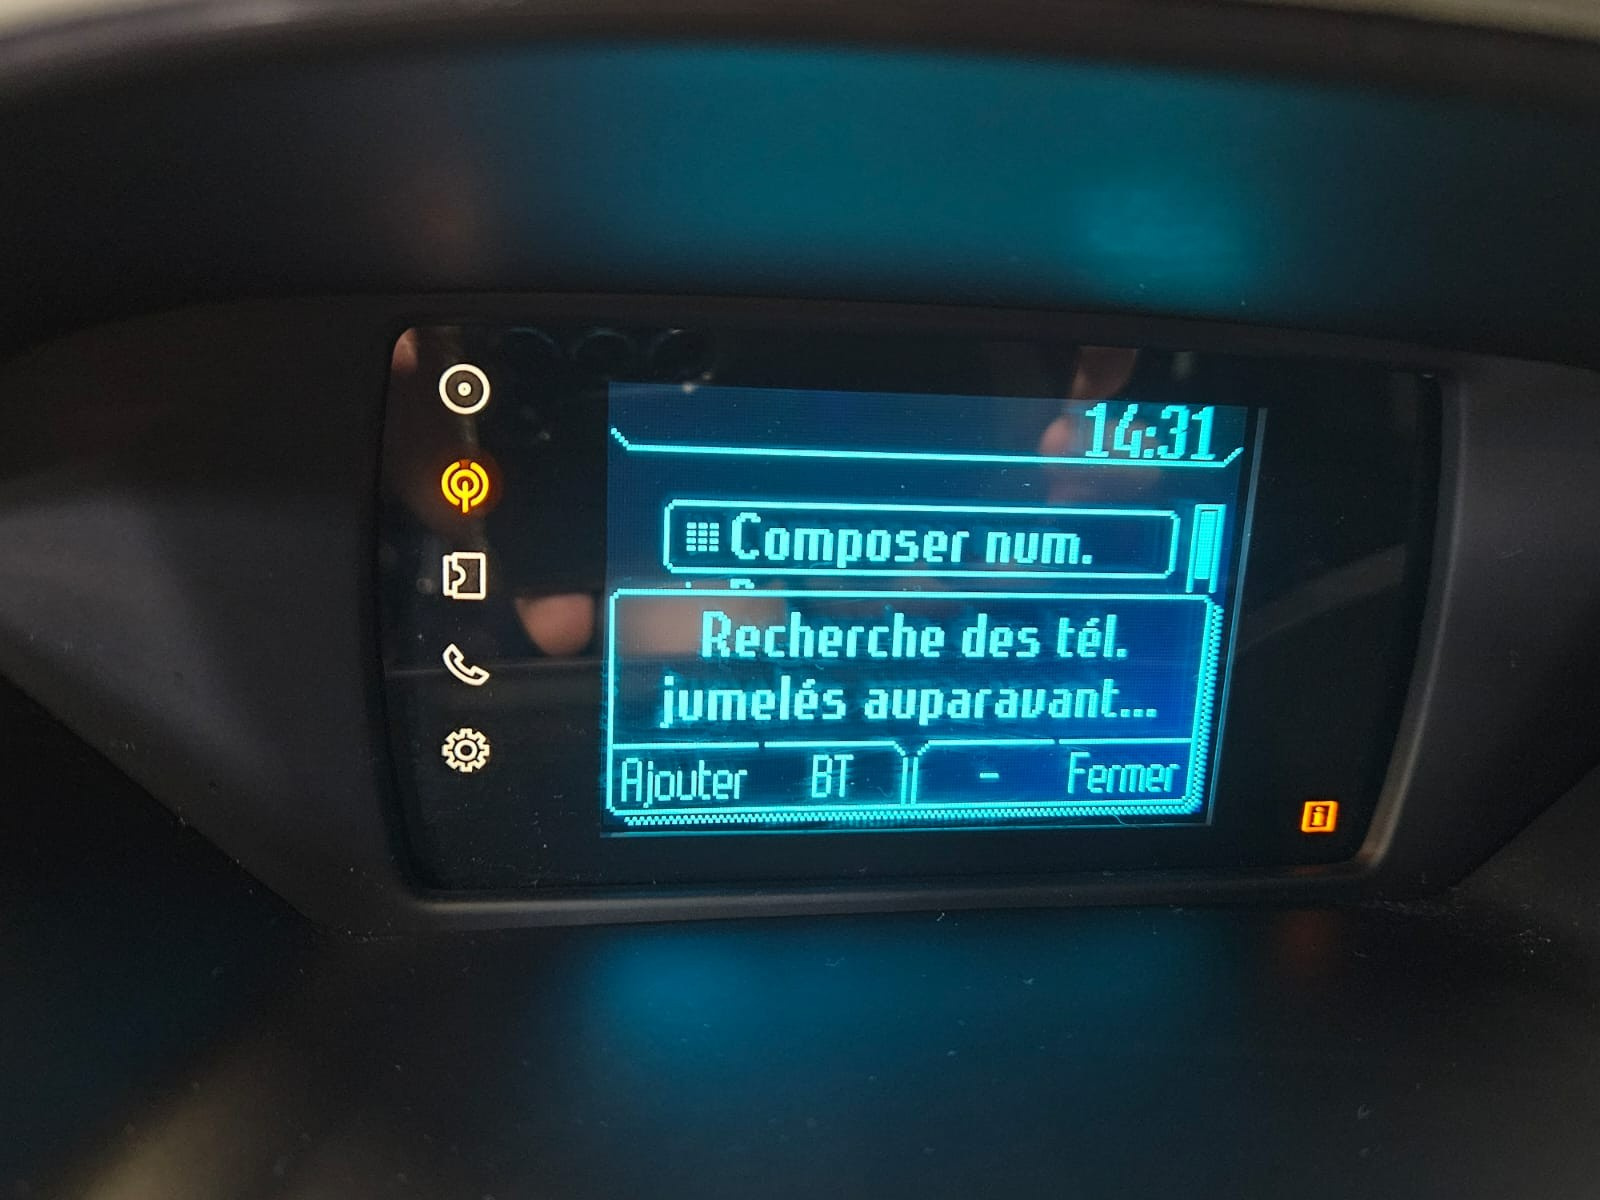 14:31
Composer num.
Recherche des tél.
jumelés auparavant...
Ajouter BT - Fermer